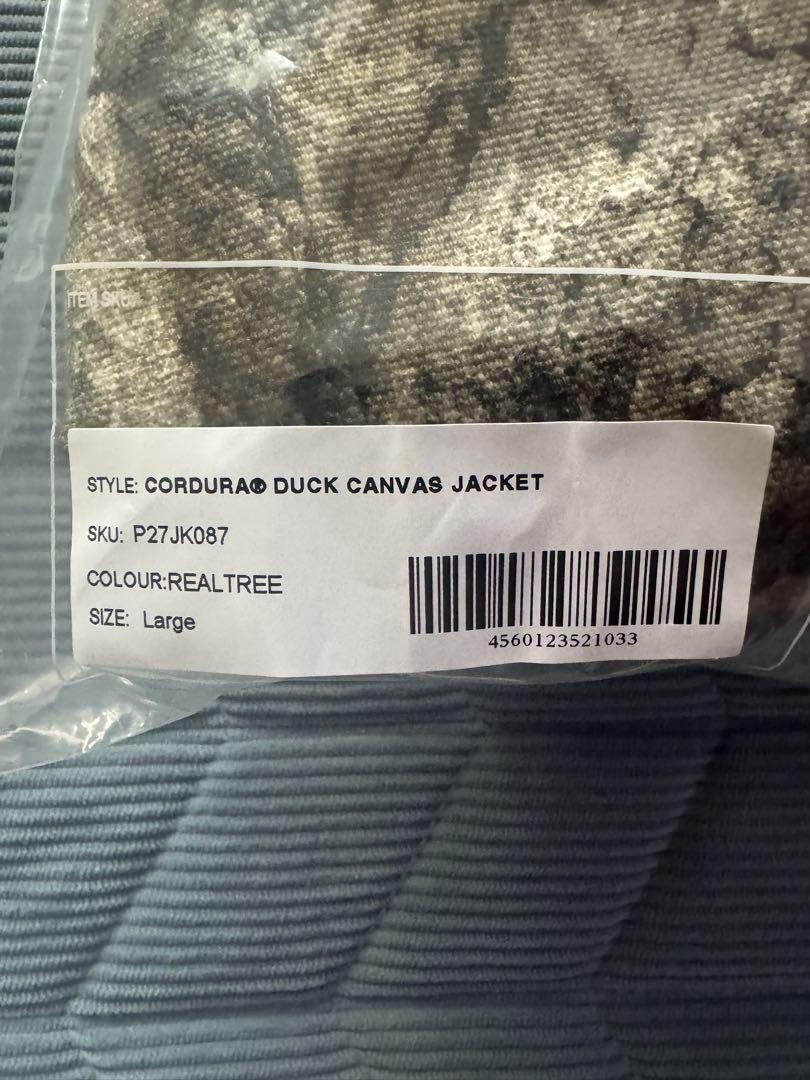 ITEM SKU:
STYLE: CORDURA® DUCK CANVAS JACKET
SKU: P27JK087
COLOUR:REALTREE
SIZE: Large
4560123521033